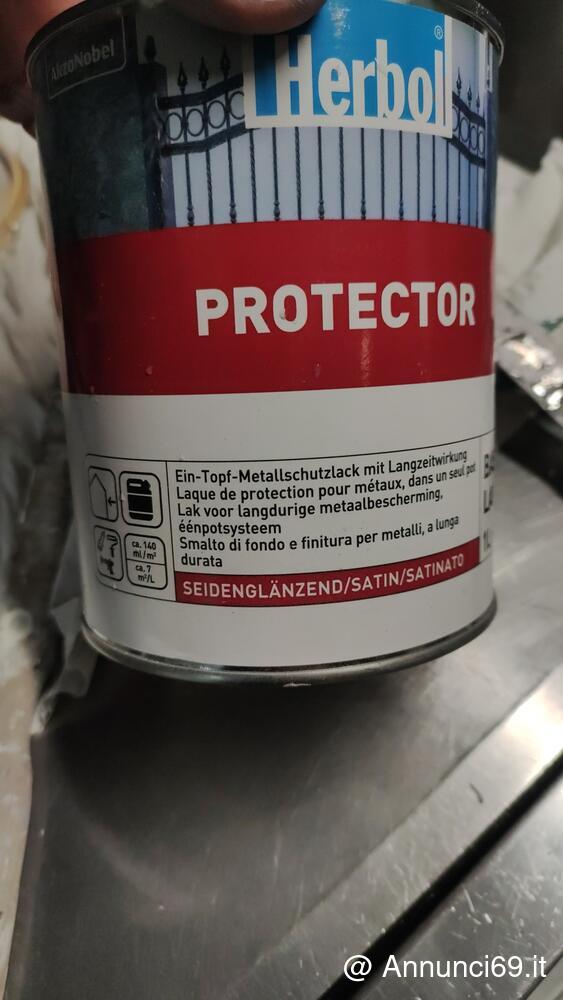 AkzoNobel
Herbol®
PROTECTOR
Ein-Topf-Metallschutzlack mit Langzeitwirkung
Laque de protection pour métaux, dans un seul pot
Lak voor langdurige metaalbescherming,
éénpotsysteem
Smalto di fondo e finitura per metalli, a lunga
durata
ca. 140
ml/m²
ca. 7
m²/L
SEIDENGLÄNZEND/SATIN/SATINATO
@ Annunci69.it